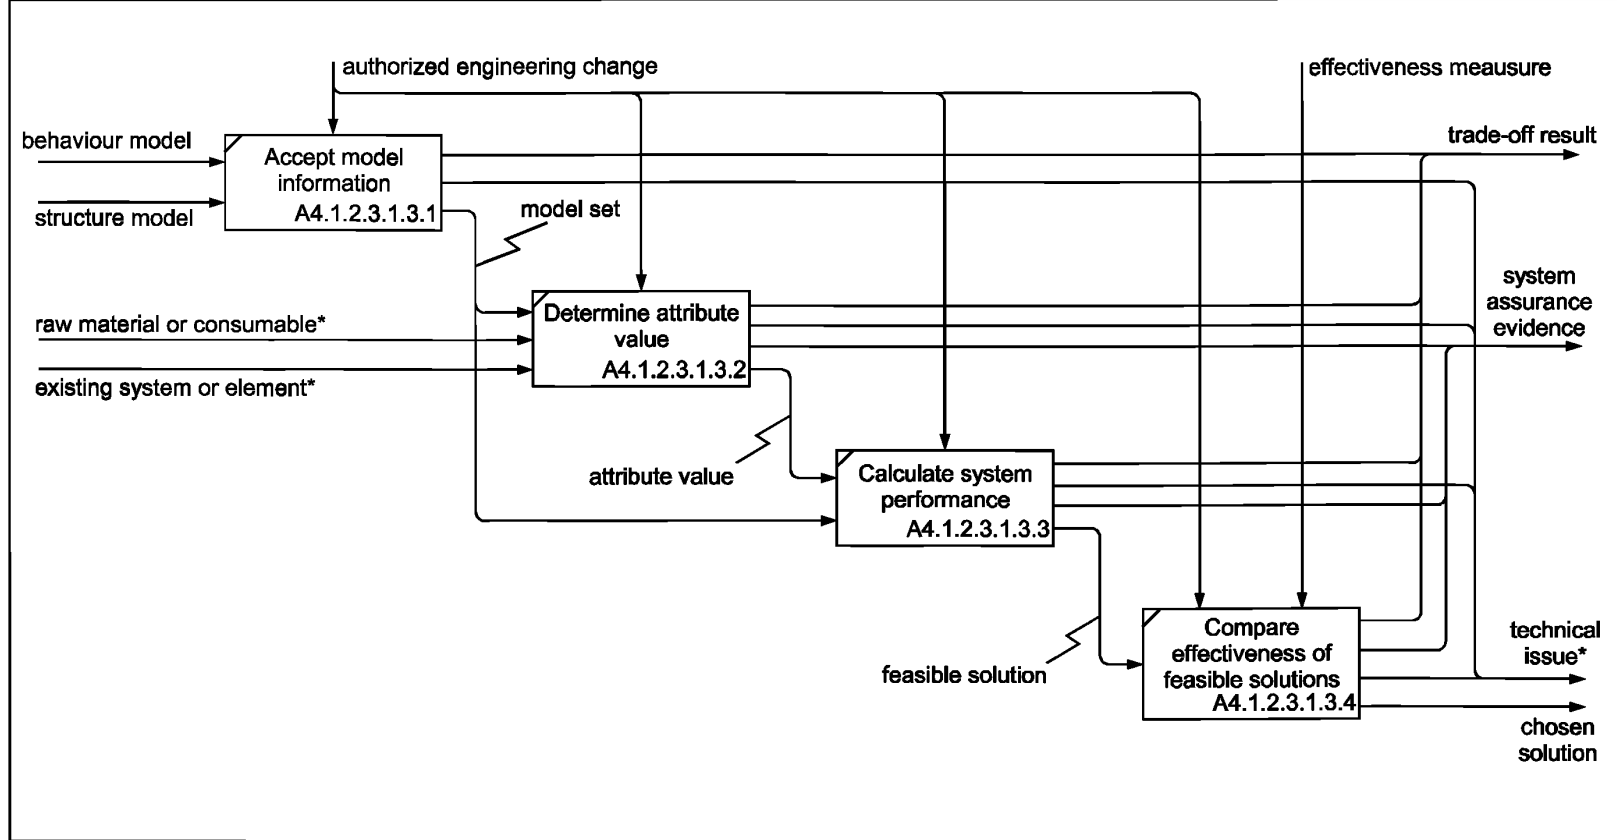 authorized engineering change
effectiveness meausure
behaviour model
trade-off result
Accept model
information
A4.1.2.3.1.3.1
structure model
model set
system
assurance
evidence
raw material or consumable*
Determine attribute
value
A4.1.2.3.1.3.2
existing system or element*
attribute value
Calculate system
performance
A4.1.2.3.1.3.3
feasible solution
Compare
effectiveness of
feasible solutions
A4.1.2.3.1.3.4
technical
issue*
chosen
solution